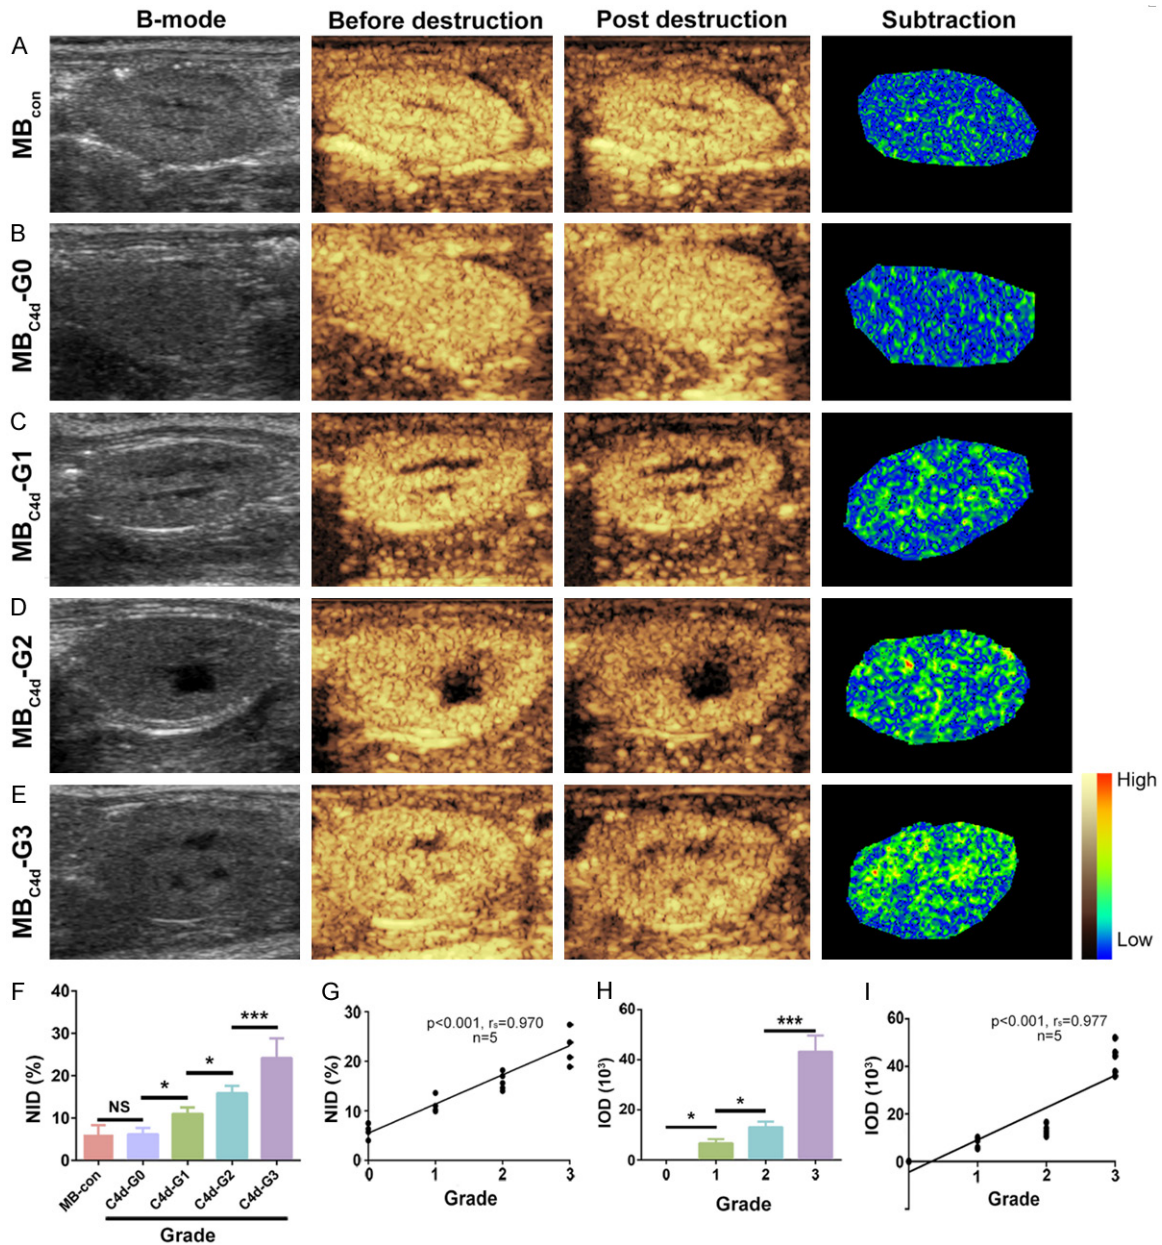 B-mode Before destruction Post destruction Subtraction
A
MBcon
B
MBC4d-G0
C
MBC4d-G1
D
MBC4d-G2
E
MBC4d-G3
High
Low
F
NID (%)
40
30
20
10
0
NS
*
*
***
MB-con C4d-G0 C4d-G1 C4d-G2 C4d-G3
Grade
G
NID (%)
30
20
10
0
p<0.001, rs=0.970
n=5
0 1 2 3
Grade
H
IOD (10³)
60
40
20
0
*
*
***
0 1 2 3
Grade
I
IOD (10³)
60
40
20
0
p<0.001, rs=0.977
n=5
1 2 3
Grade